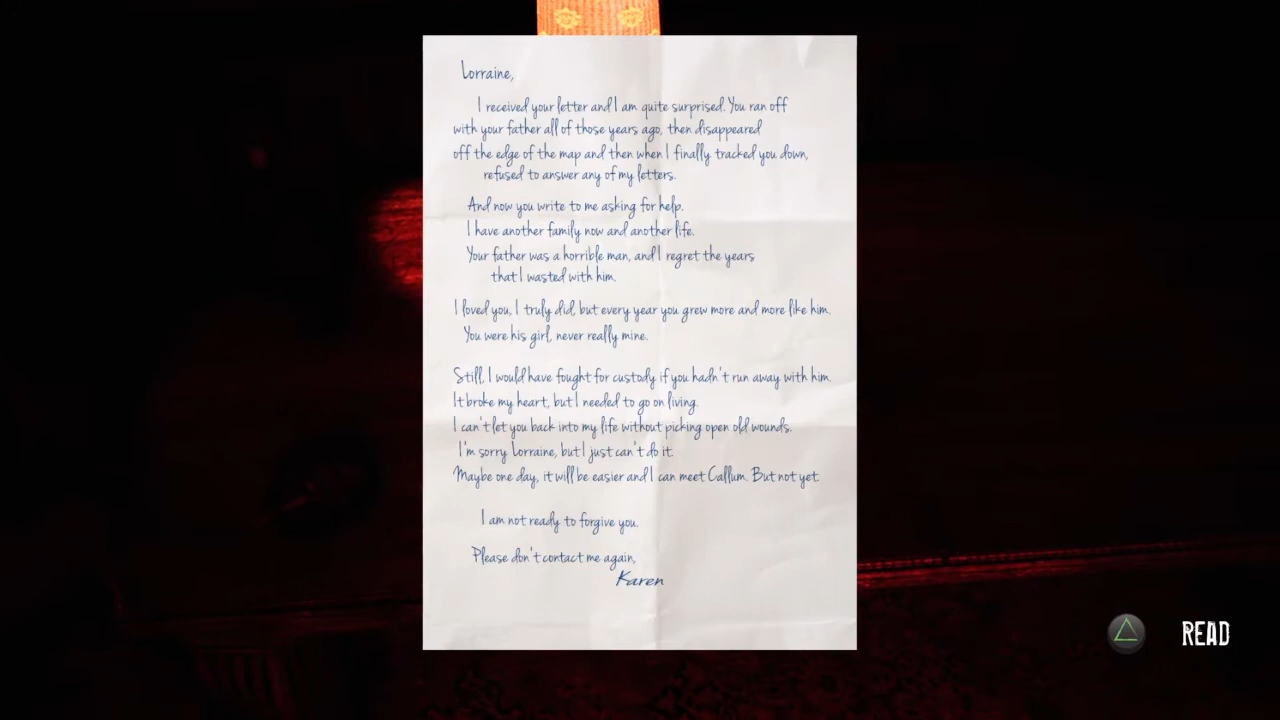 Lorraine,
I received your letter and I am quite surprised. You ran off
with your father all of those years ago, then disappeared
off the edge of the map and then when I finally tracked you down,
refused to answer any of my letters.
And now you write to me asking for help.
I have another family now and another life.
Your father was a horrible man, and I regret the years
that I wasted with him.
I loved you, I truly did, but every year you grew more and more like him.
You were his girl, never really mine.
Still, I would have fought for custody if you hadn't run away with him.
It broke my heart, but I needed to go on living.
I can't let you back into my life without picking open old wounds.
I'm sorry Lorraine, but I just can't do it.
Maybe one day, it will be easier and I can meet Callum. But not yet.
I am not ready to forgive you.
Please don't contact me again,
Karen
READ